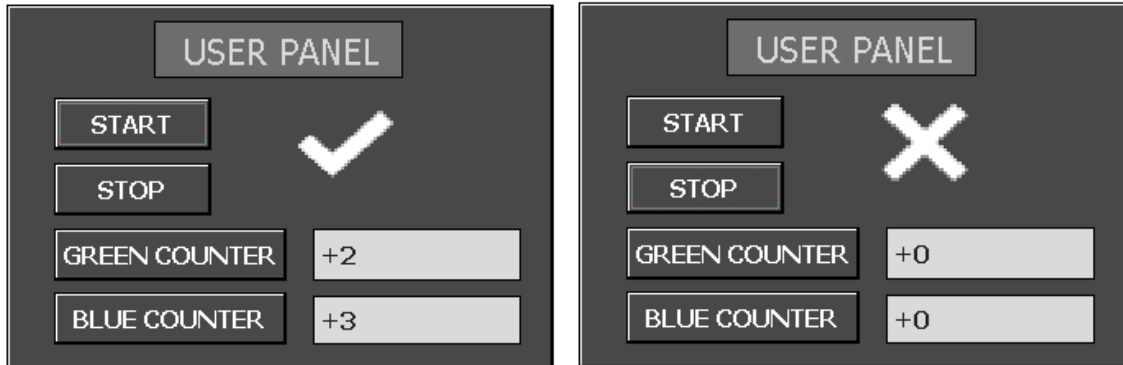 USER PANEL
START
STOP
GREEN COUNTER +2
BLUE COUNTER +3
USER PANEL
START
STOP
GREEN COUNTER +0
BLUE COUNTER +0